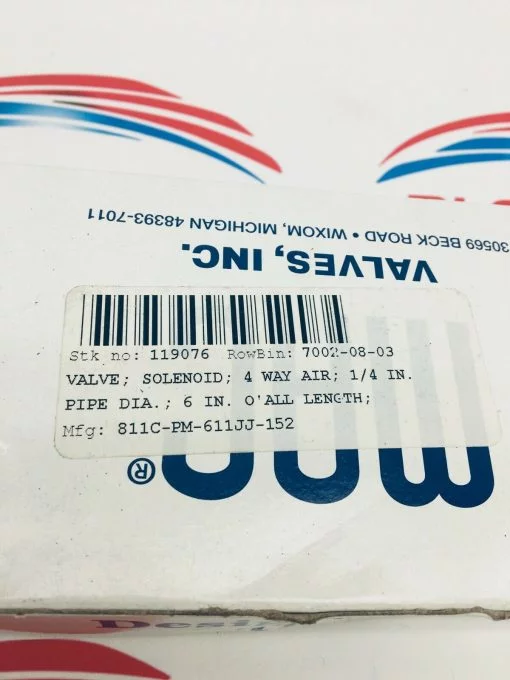 30569 BECK ROAD • WIXOM, MICHIGAN 48393-7011
VALVES, INC.
Stk no: 119076 RowBin: 7002-08-03
VALVE; SOLENOID; 4 WAY AIR; 1/4 IN.
PIPE DIA.; 6 IN. O'ALL LENGTH;
Mfg: 811C-PM-611JJ-152
mac®